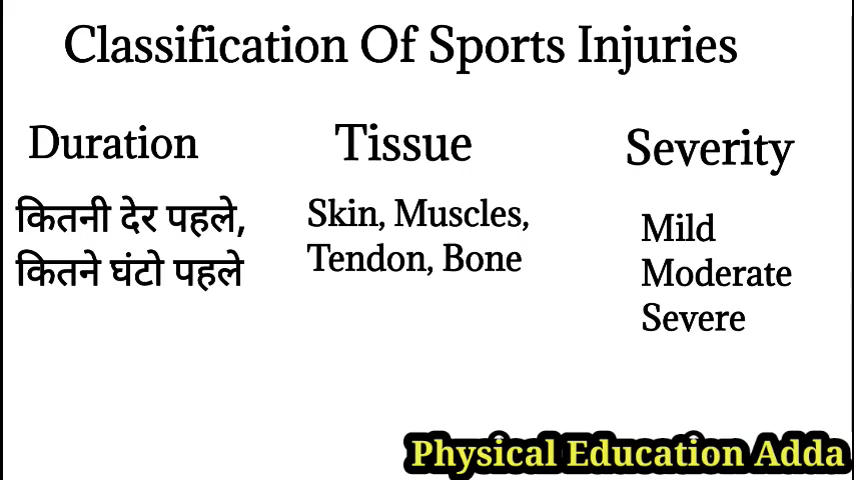 Classification Of Sports Injuries
Duration
कितनी देर पहले,
कितने घंटो पहले
Tissue
Skin, Muscles,
Tendon, Bone
Severity
Mild
Moderate
Severe
Physical Education Adda